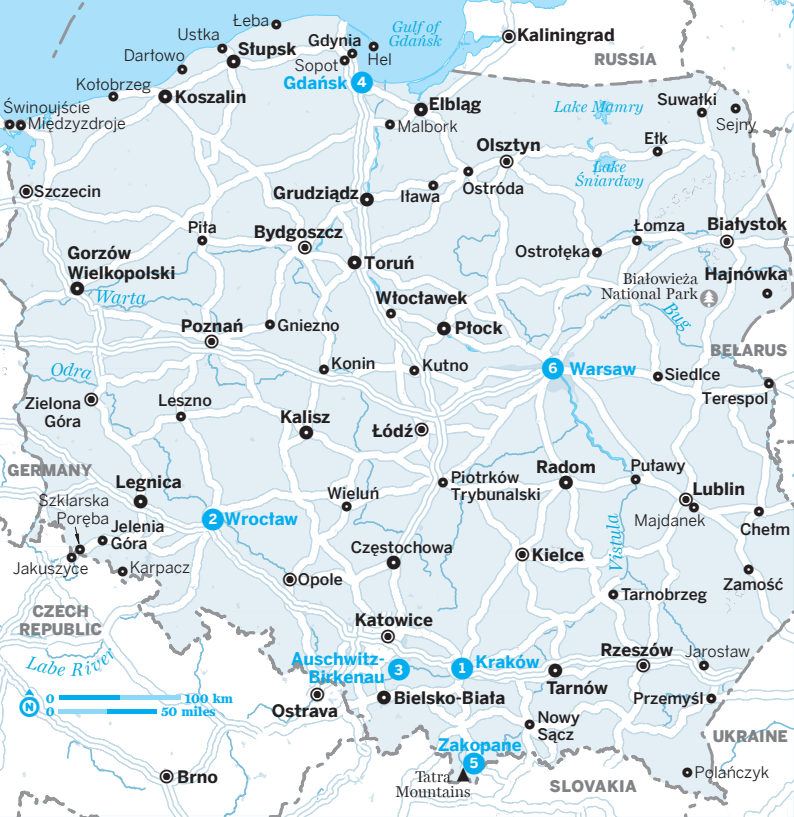 Łeba
Ustka
Gulf of
Gdańsk
Gdynia
Kaliningrad
Słupsk
Sopot
Hel
RUSSIA
Darłowo
Kołobrzeg
Gdańsk
4
Koszalin
Elbląg
Lake Mamry
Suwałki
Świnoujście
Międzyzdroje
Malbork
Sejny
Ełk
Olsztyn
Lake
Śniardwy
Szczecin
Grudziądz
Iława
Ostróda
Piła
Bydgoszcz
Łomza
Białystok
Ostrołęka
Gorzów
Wielkopolski
Toruń
Białowieża
National Park
Hajnówka
Warta
Włocławek
Bug
Poznań
Gniezno
Płock
BELARUS
Odra
Konin
Kutno
6
Warsaw
Siedlce
Terespol
Zielona
Góra
Leszno
Kalisz
Łódź
GERMANY
Legnica
Piotrków
Trybunalski
Radom
Puławy
Lublin
Szklarska
Poręba
Wieluń
Majdanek
2
Wrocław
Jelenia
Góra
Chełm
Vistula
Częstochowa
Kielce
Jakuszyce
Karpacz
Opole
Zamość
Tarnobrzeg
CZECH
REPUBLIC
Katowice
Labe River
Auschwitz-
Birkenau
3
1
Kraków
Rzeszów
Jarosław
Tarnów
0
100 km
N
0
50 miles
Ostrava
Bielsko-Biała
Przemyśl
Nowy
Sącz
UKRAINE
Zakopane
5
Brno
Tatra
Mountains
SLOVAKIA
Polańczyk